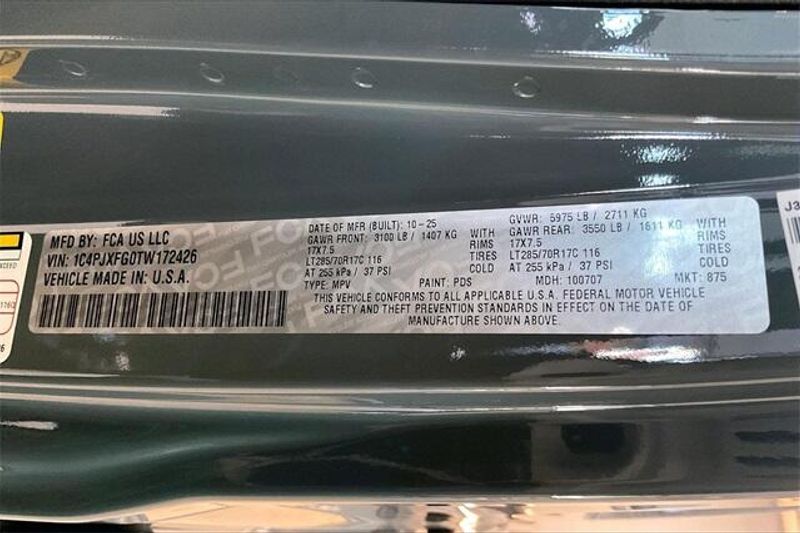 MFD BY: FCA US LLC
VIN: 1C4PJXFG0TW172426
VEHICLE MADE IN U.S.A.
DATE OF MFR (BUILT): 10-25 GVWR: 5975 LB / 2711 KG
GAWR FRONT: 3100 LB / 1407 KG WITH GAWR REAR: 3550 LB / 1611 KG WITH
17X7.5 RIMS 17X7.5 RIMS
LT285/70R17C 116 TIRES LT285/70R17C 116 TIRES
AT 255 kPa / 37 PSI COLD AT 255 kPa / 37 PSI COLD
TYPE: MPV PAINT: PDS MDH: 100707 MKT: 875
THIS VEHICLE CONFORMS TO ALL APPLICABLE U.S.A. FEDERAL MOTOR VEHICLE
SAFETY AND THEFT PREVENTION STANDARDS IN EFFECT ON THE DATE OF
MANUFACTURE SHOWN ABOVE.
J3